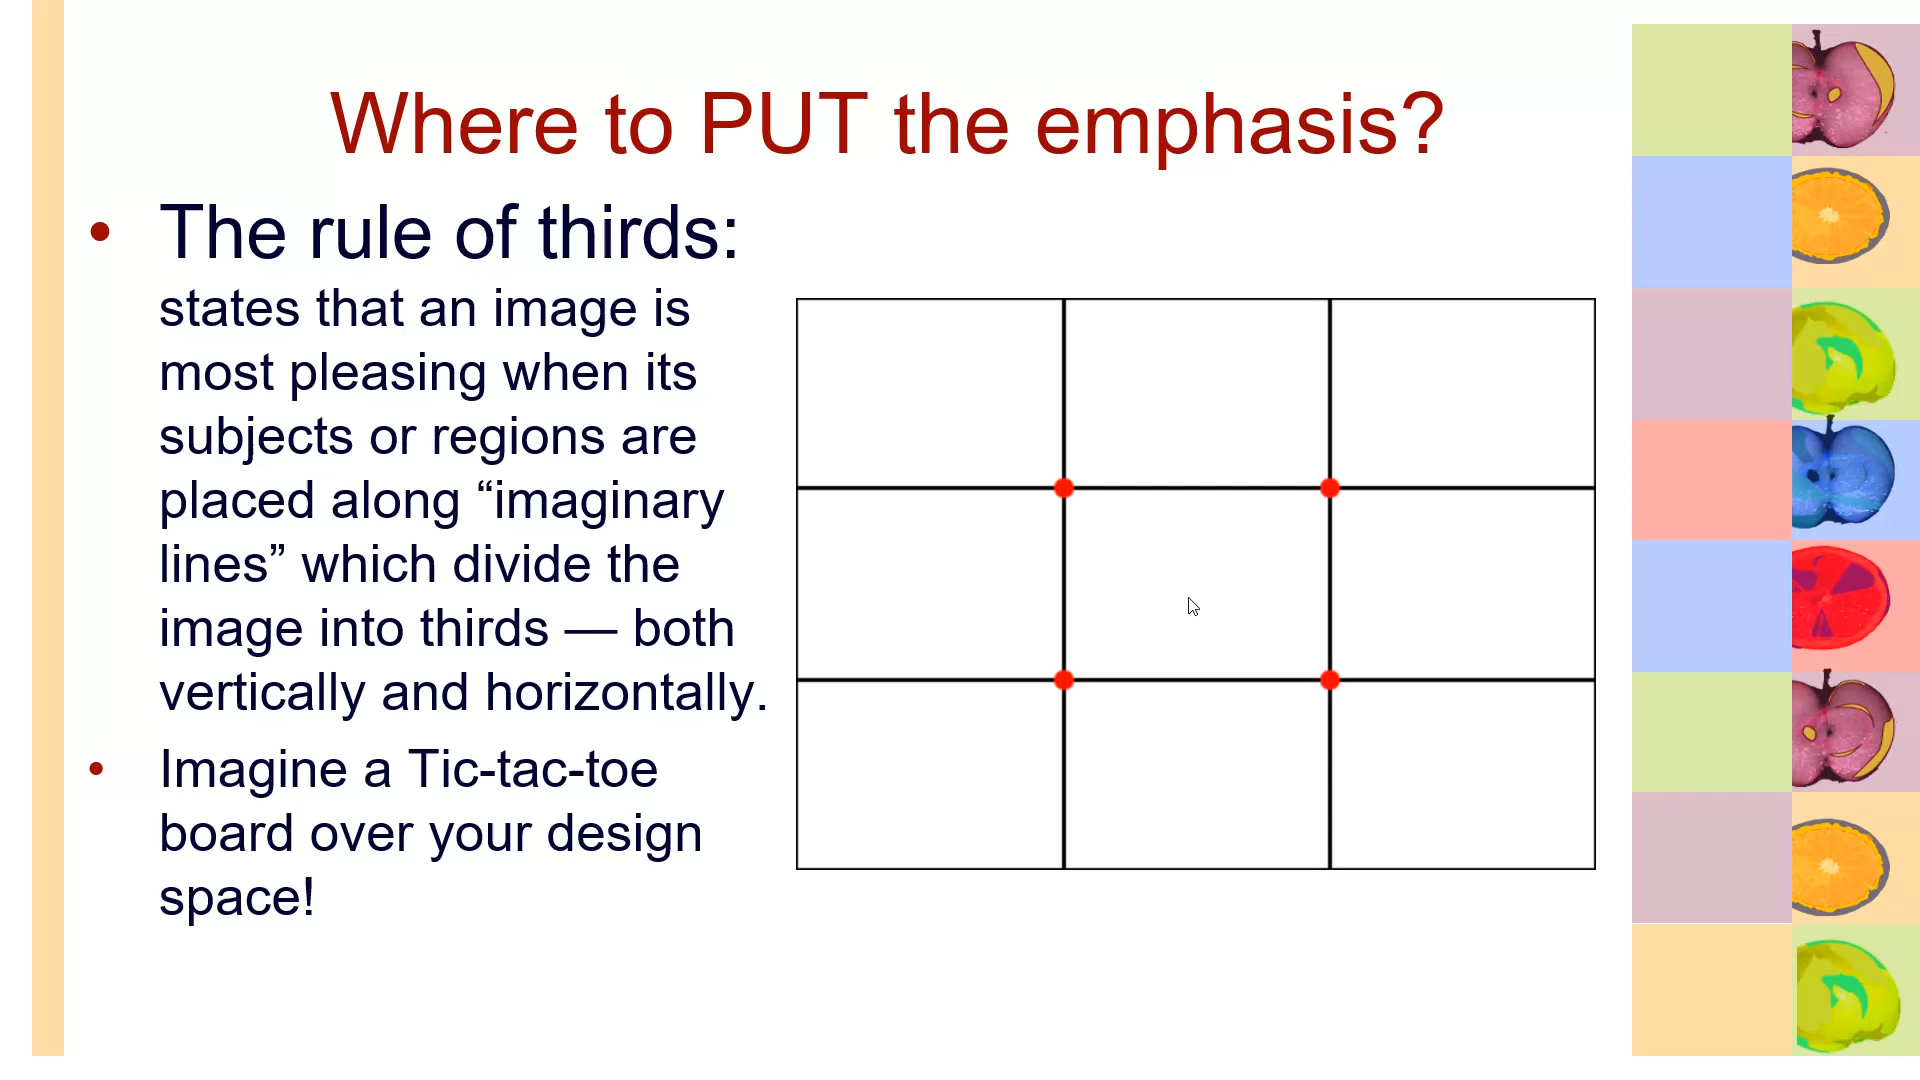 Where to PUT the emphasis?
• The rule of thirds:
states that an image is
most pleasing when its
subjects or regions are
placed along “imaginary
lines” which divide the
image into thirds — both
vertically and horizontally.
• Imagine a Tic-tac-toe
board over your design
space!